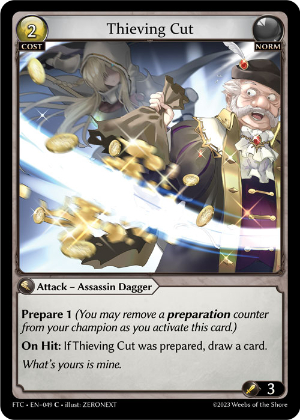 Thieving Cut
2
COST
NORM
Attack – Assassin Dagger
Prepare 1 (You may remove a preparation counter
from your champion as you activate this card.)
On Hit: If Thieving Cut was prepared, draw a card.
What's yours is mine.
3
FTC • EN-049 C • illust: ZERONEXT
©2023 Weebs of the Shore